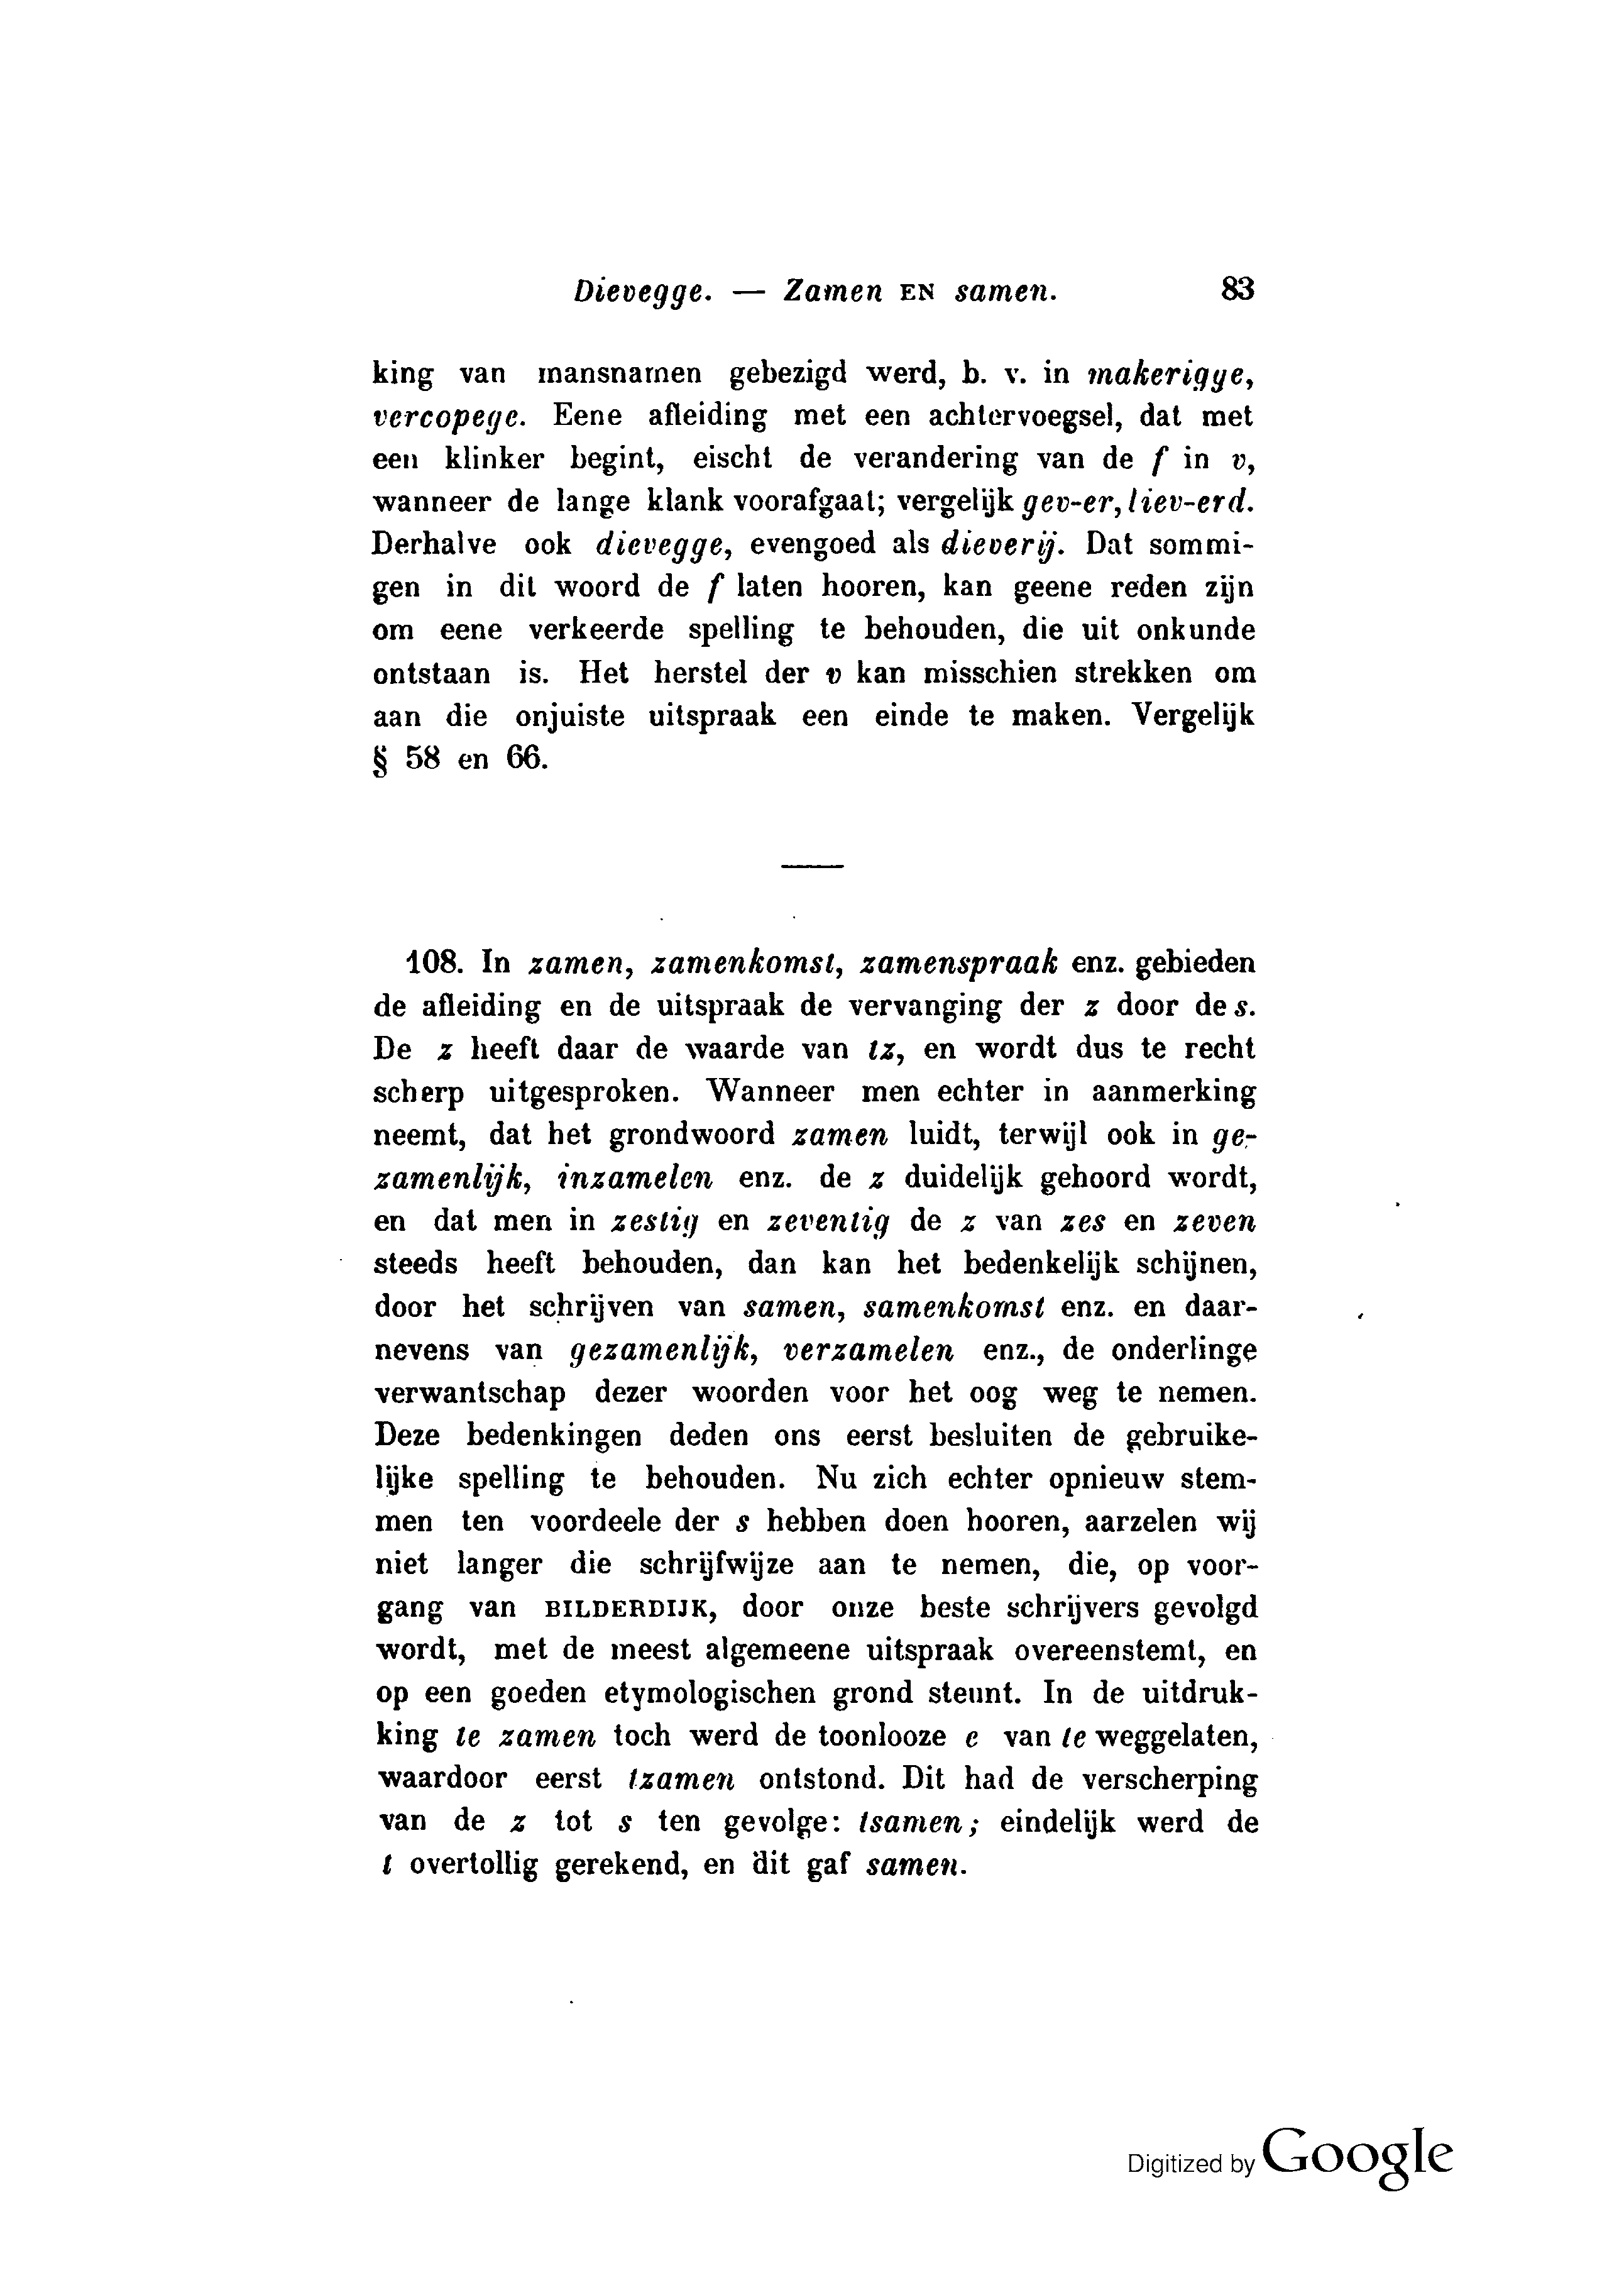 Dievegge. — Zamen EN samen. 83
king van mansnamen gebezigd werd, b. v. in makerigge,
vercopege. Eene afleiding met een achtervoegsel, dat met
een klinker begint, eischt de verandering van de f in v,
wanneer de lange klank voorafgaat; vergelijk gev-er, liev-erd.
Derhalve ook dievegge, evengoed als dieverij. Dat sommi-
gen in dit woord de f laten hooren, kan geene reden zijn
om eene verkeerde spelling te behouden, die uit onkunde
ontstaan is. Het herstel der v kan misschien strekken om
aan die onjuiste uitspraak een einde te maken. Vergelijk
§ 58 en 66.
108. In zamen, zamenkomst, zamenspraak enz. gebieden
de afleiding en de uitspraak de vervanging der z door de s.
De z heeft daar de waarde van tz, en wordt dus te recht
scherp uitgesproken. Wanneer men echter in aanmerking
neemt, dat het grondwoord zamen luidt, terwijl ook in ge-
zamenlijk, inzamelen enz. de z duidelijk gehoord wordt,
en dat men in zestig en zeventig de z van zes en zeven
steeds heeft behouden, dan kan het bedenkelijk schijnen,
door het schrijven van samen, samenkomst enz. en daar-
nevens van gezamenlijk, verzamelen enz., de onderlinge
verwantschap dezer woorden voor het oog weg te nemen.
Deze bedenkingen deden ons eerst besluiten de gebruike-
lijke spelling te behouden. Nu zich echter opnieuw stem-
men ten voordeele der s hebben doen hooren, aarzelen wij
niet langer die schrijfwijze aan te nemen, die, op voor-
gang van BILDERDIJK, door onze beste schrijvers gevolgd
wordt, met de meest algemeene uitspraak overeenstemt, en
op een goeden etymologischen grond steunt. In de uitdruk-
king te zamen toch werd de toonlooze e van te weggelaten,
waardoor eerst tzamen ontstond. Dit had de verscherping
van de z tot s ten gevolge: tsamen; eindelijk werd de
t overtollig gerekend, en dit gaf samen.
Digitized by Google